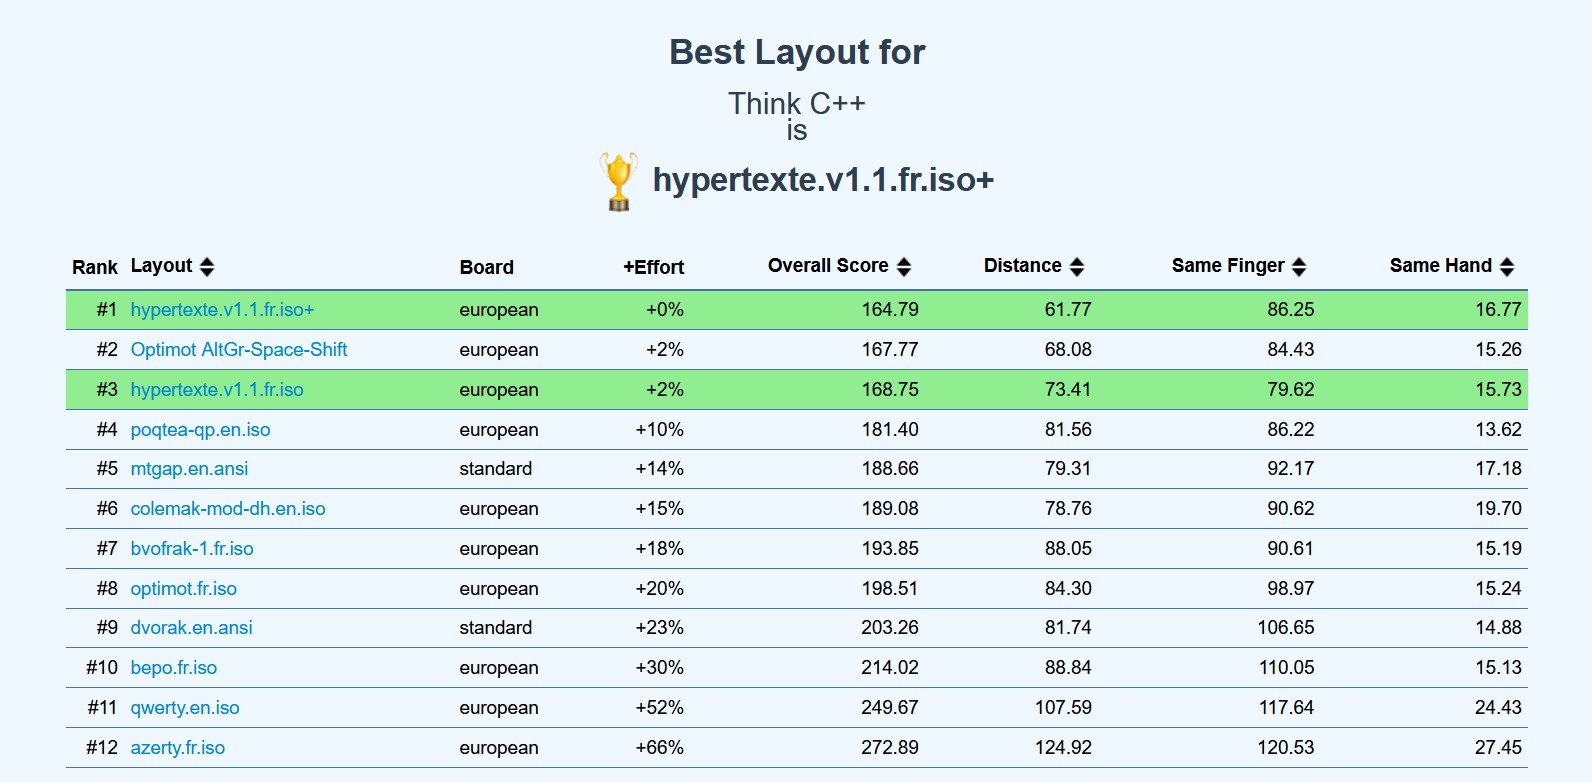 Best Layout for
Think C++
is
hypertexte.v1.1.fr.iso+
Rank Layout Board +Effort Overall Score Distance Same Finger Same Hand
#1 hypertexte.v1.1.fr.iso+ european +0% 164.79 61.77 86.25 16.77
#2 Optimot AltGr-Space-Shift european +2% 167.77 68.08 84.43 15.26
#3 hypertexte.v1.1.fr.iso european +2% 168.75 73.41 79.62 15.73
#4 poqtea-qp.en.iso european +10% 181.40 81.56 86.22 13.62
#5 mtgap.en.ansi standard +14% 188.66 79.31 92.17 17.18
#6 colemak-mod-dh.en.iso european +15% 189.08 78.76 90.62 19.70
#7 bvofrak-1.fr.iso european +18% 193.85 88.05 90.61 15.19
#8 optimot.fr.iso european +20% 198.51 84.30 98.97 15.24
#9 dvorak.en.ansi standard +23% 203.26 81.74 106.65 14.88
#10 bepo.fr.iso european +30% 214.02 88.84 110.05 15.13
#11 qwerty.en.iso european +52% 249.67 107.59 117.64 24.43
#12 azerty.fr.iso european +66% 272.89 124.92 120.53 27.45